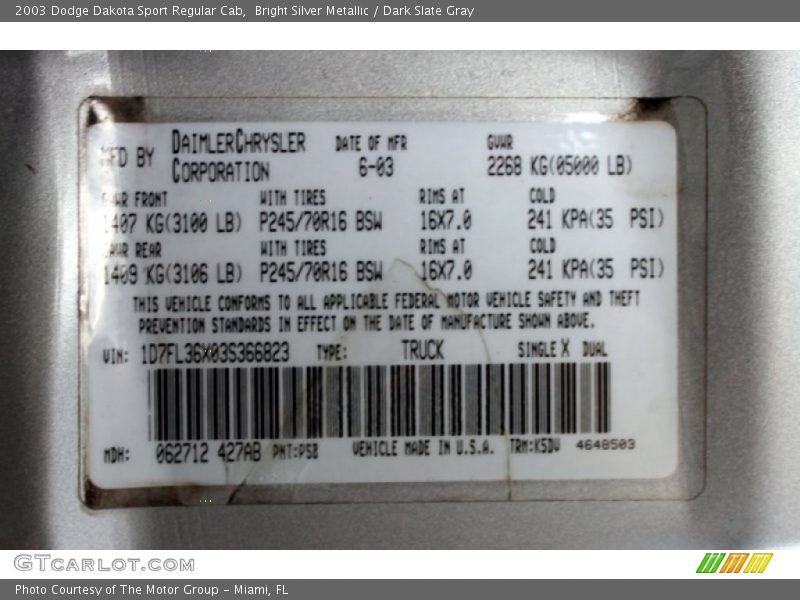 2003 Dodge Dakota Sport Regular Cab,  Bright Silver Metallic / Dark Slate Gray
MFD BY DAIMLERCHRYSLER CORPORATION DATE OF MFR 6-03 GVWR 2268 KG(05000 LB)
GAWR FRONT WITH TIRES RIMS AT COLD
1407 KG(3100 LB) P245/70R16 BSW 16X7.0 241 KPA(35 PSI)
GAWR REAR WITH TIRES RIMS AT COLD
1409 KG(3106 LB) P245/70R16 BSW 16X7.0 241 KPA(35 PSI)
THIS VEHICLE CONFORMS TO ALL APPLICABLE FEDERAL MOTOR VEHICLE SAFETY AND THEFT
PREVENTION STANDARDS IN EFFECT ON THE DATE OF MANUFACTURE SHOWN ABOVE.
VIN: 1D7FL36X03S366823 TYPE: TRUCK SINGLE X DUAL
MDH: 062712 427AB PNT:PSB VEHICLE MADE IN U.S.A. TRM:K5DV 4648503
GTCARLOT.COM
Photo Courtesy of The Motor Group - Miami, FL